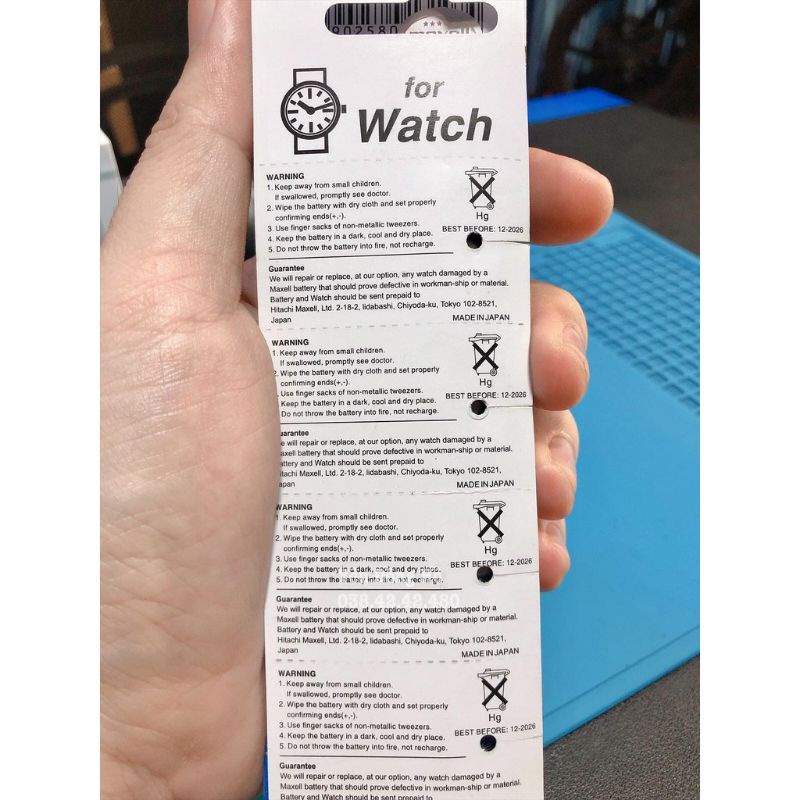 902580
★★★
maxell
for
Watch
WARNING
1. Keep away from small children.
If swallowed, promptly see doctor.
2. Wipe the battery with dry cloth and set properly
confirming ends(+,-).
3. Use finger sacks of non-metallic tweezers.
4. Keep the battery in a dark, cool and dry place.
5. Do not throw the battery into fire, not recharge.
Hg
BEST BEFORE: 12-2026
Guarantee
We will repair or replace, at our option, any watch damaged by a
Maxell battery that should prove defective in workman-ship or material.
Battery and Watch should be sent prepaid to
Hitachi Maxell, Ltd. 2-18-2, Iidabashi, Chiyoda-ku, Tokyo 102-8521,
Japan
MADE IN JAPAN
WARNING
1. Keep away from small children.
If swallowed, promptly see doctor.
2. Wipe the battery with dry cloth and set properly
confirming ends(+,-).
Use finger sacks of non-metallic tweezers.
Keep the battery in a dark, cool and dry place.
Do not throw the battery into fire, not recharge.
Hg
BEST BEFORE: 12-2026
uarantee
e will repair or replace, at our option, any watch damaged by a
axell battery that should prove defective in workman-ship or material.
attery and Watch should be sent prepaid to
itachi Maxell, Ltd. 2-18-2, Iidabashi, Chiyoda-ku, Tokyo 102-8521,
apan
MADE IN JAPAN
WARNING
1. Keep away from small children.
If swallowed, promptly see doctor.
2. Wipe the battery with dry cloth and set properly
confirming ends(+,-).
3. Use finger sacks of non-metallic tweezers.
4. Keep the battery in a dark, cool and dry place.
5. Do not throw the battery into fire, not recharge.
Hg
BEST BEFORE: 12-2026
038.42.42.480
Guarantee
We will repair or replace, at our option, any watch damaged by a
Maxell battery that should prove defective in workman-ship or material.
Battery and Watch should be sent prepaid to
Hitachi Maxell, Ltd. 2-18-2, Iidabashi, Chiyoda-ku, Tokyo 102-8521,
Japan
MADE IN JAPAN
WARNING
1. Keep away from small children.
If swallowed, promptly see doctor.
2. Wipe the battery with dry cloth and set properly
confirming ends(+,-).
3. Use finger sacks of non-metallic tweezers.
4. Keep the battery in a dark, cool and dry place.
5. Do not throw the battery into fire, not recharge.
Hg
BEST BEFORE: 12-2026
Guarantee
We will repair or replace, at our option, any watch damaged by a
Maxell battery that should prove defective in workman-ship or material.
Battery and Watch should be sent prepaid to